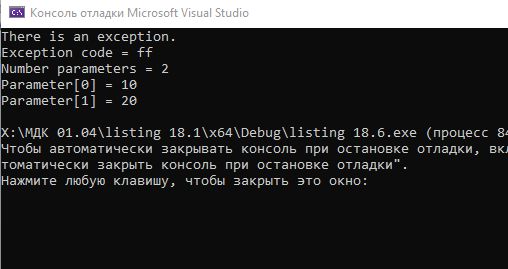 Консоль отладки Microsoft Visual Studio
There is an exception.
Exception code = ff
Number parameters = 2
Parameter[0] = 10
Parameter[1] = 20
X:\МДК 01.04\listing 18.1\x64\Debug\listing 18.6.exe (процесс 84
Чтобы автоматически закрывать консоль при остановке отладки, вкл
томатически закрыть консоль при остановке отладки".
Нажмите любую клавишу, чтобы закрыть это окно: